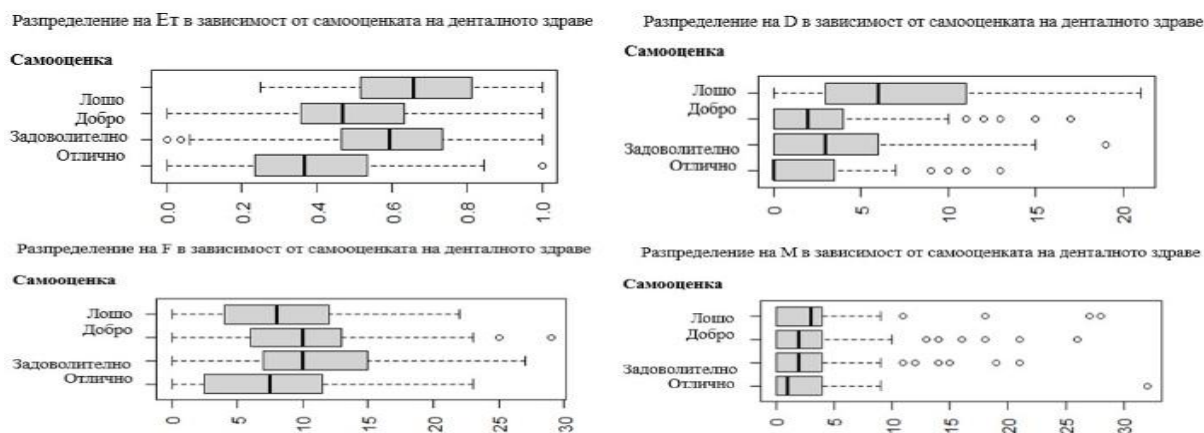 Разпределение на Ет в зависимост от самооценката на денталното здраве
Самооценка
Лошо
Добро
Задоволително
Отлично
0.0 0.2 0.4 0.6 0.8 1.0
Разпределение на D в зависимост от самооценката на денталното здраве
Самооценка
Лошо
Добро
Задоволително
Отлично
0 5 10 15 20
Разпределение на F в зависимост от самооценката на денталното здраве
Самооценка
Лошо
Добро
Задоволително
Отлично
0 5 10 15 20 25 30
Разпределение на М в зависимост от самооценката на денталното здраве
Самооценка
Лошо
Добро
Задоволително
Отлично
0 5 10 15 20 25 30